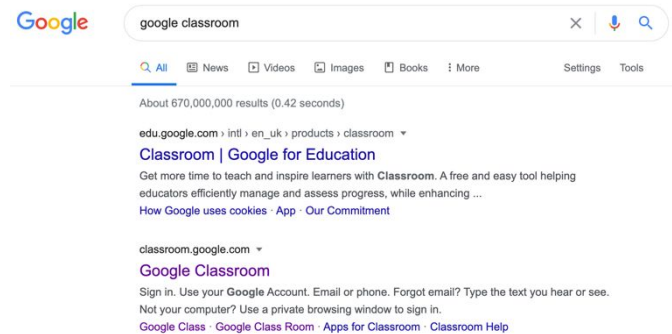 Google
google classroom
All News Videos Images Books More Settings Tools
About 670,000,000 results (0.42 seconds)
edu.google.com › intl › en_uk › products › classroom
Classroom | Google for Education
Get more time to teach and inspire learners with Classroom. A free and easy tool helping
educators efficiently manage and assess progress, while enhancing ...
How Google uses cookies · App · Our Commitment
classroom.google.com
Google Classroom
Sign in. Use your Google Account. Email or phone. Forgot email? Type the text you hear or see.
Not your computer? Use a private browsing window to sign in.
Google Class · Google Class Room · Apps for Classroom · Classroom Help